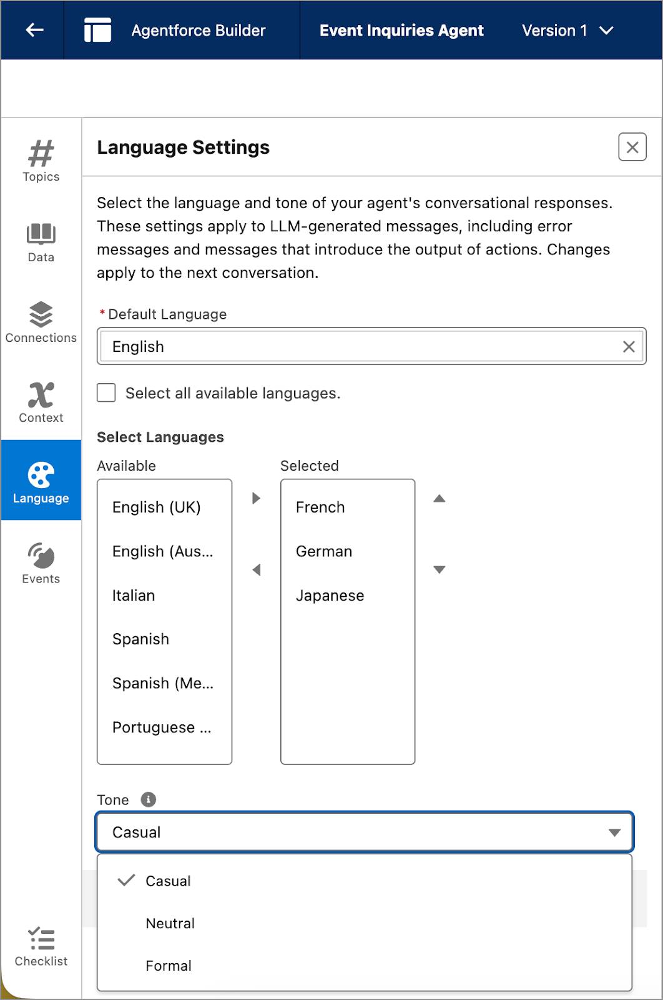 Agentforce Builder
Event Inquiries Agent
Version 1
Topics
Data
Connections
Context
Language
Events
Checklist
Language Settings
Select the language and tone of your agent's conversational responses.
These settings apply to LLM-generated messages, including error
messages and messages that introduce the output of actions. Changes
apply to the next conversation.
* Default Language
English
Select all available languages.
Select Languages
Available
English (UK)
English (Aus...
Italian
Spanish
Spanish (Me...
Portuguese ...
Selected
French
German
Japanese
Tone
Casual
Casual
Neutral
Formal